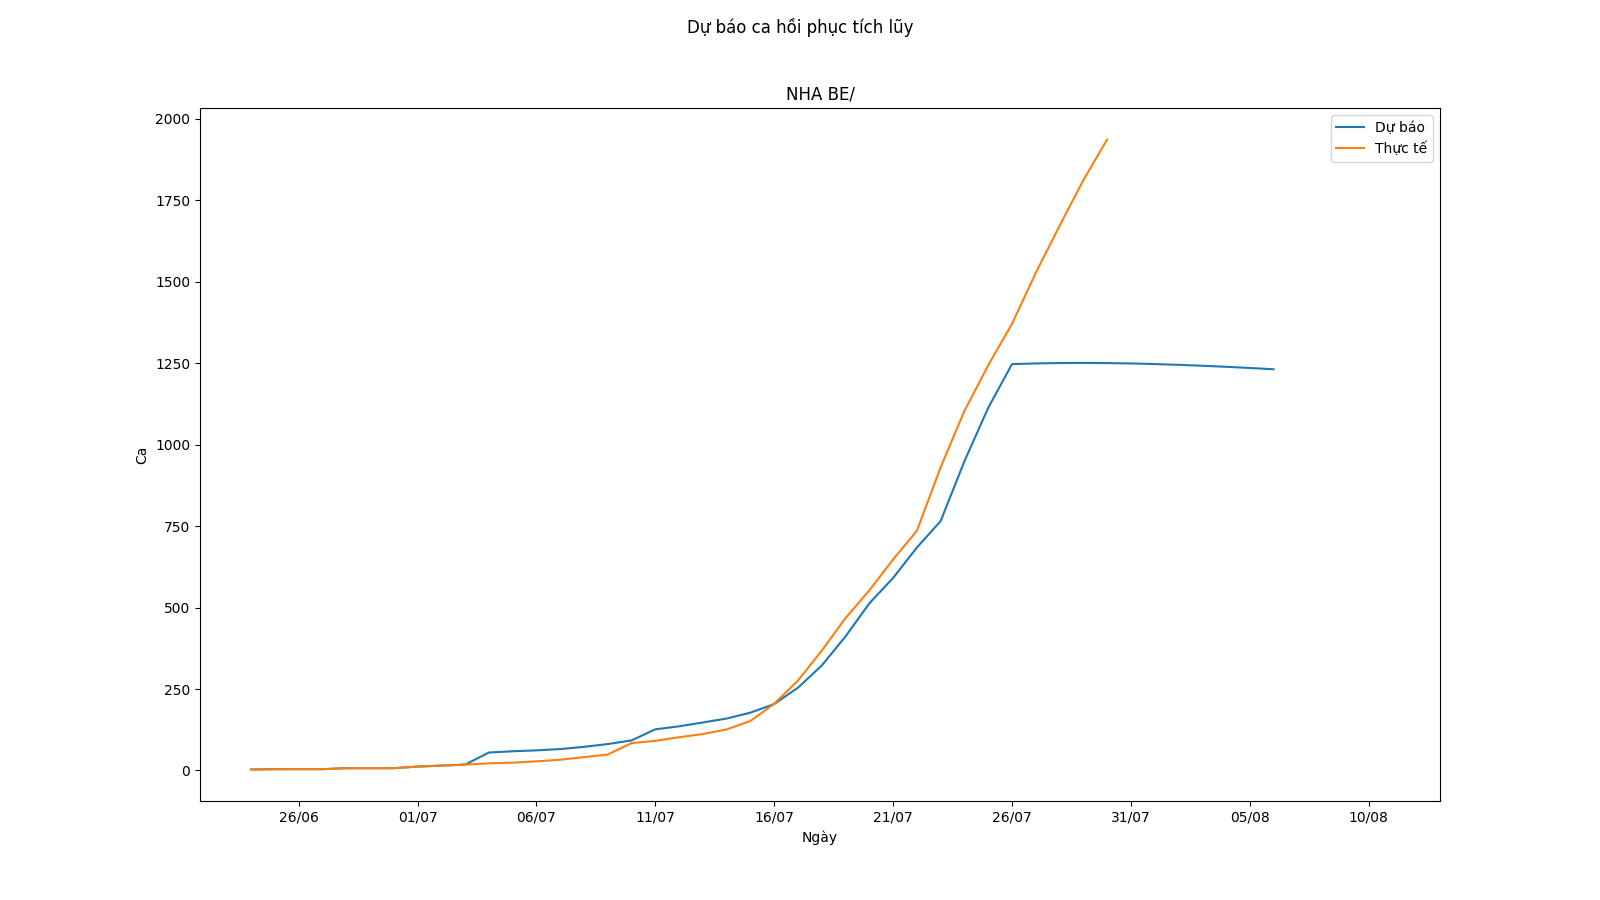 Dự báo ca hồi phục tích lũy
NHA BE/
Dự báo
Thực tế
2000
1750
1500
1250
1000
750
500
250
0
Ca
26/06 01/07 06/07 11/07 16/07 21/07 26/07 31/07 05/08 10/08
Ngày